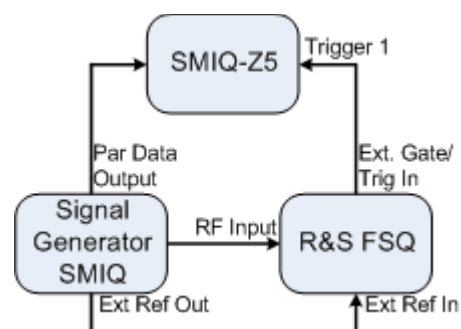 SMIQ-Z5
Trigger 1
Par Data
Output
Ext. Gate/
Trig In
Signal
Generator
SMIQ
RF Input
R&S FSQ
Ext Ref Out
Ext Ref In